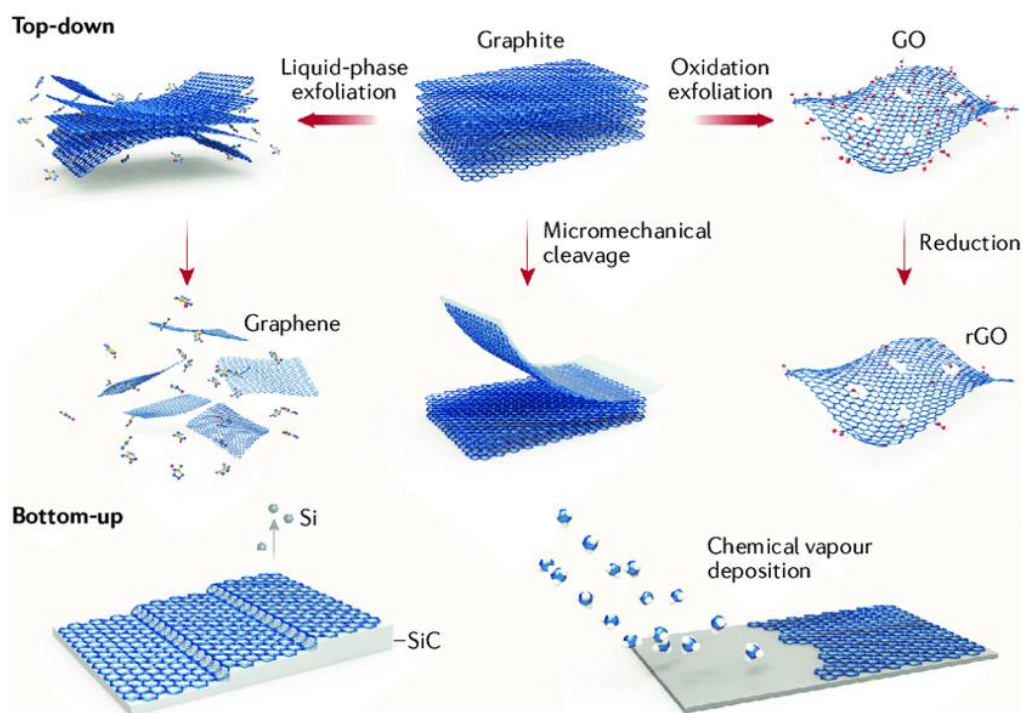 Top-down
Graphite
GO
Liquid-phase
exfoliation
Oxidation
exfoliation
Micromechanical
cleavage
Reduction
Graphene
rGO
Bottom-up
Si
Chemical vapour
deposition
SiC